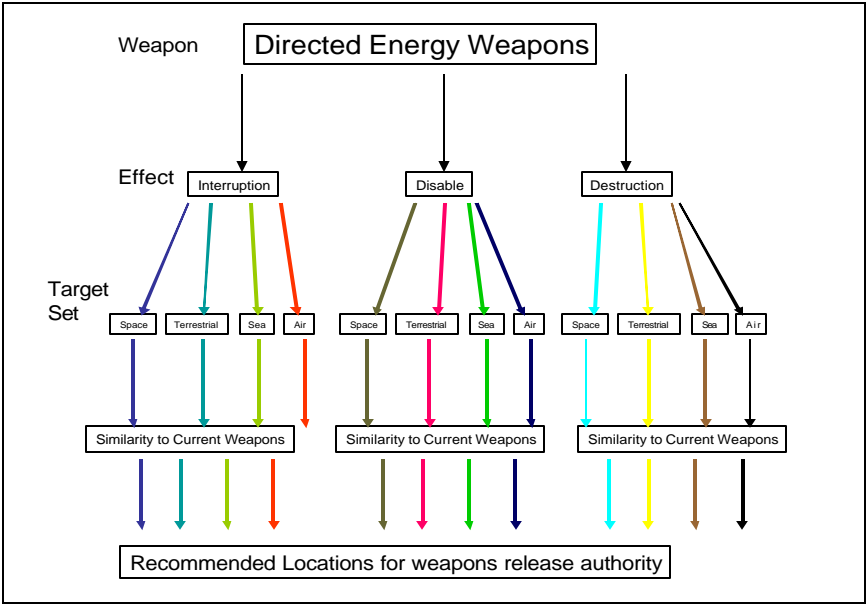 Weapon
Directed Energy Weapons
Effect
Interruption
Disable
Destruction
Target
Set
Space
Terrestrial
Sea
Air
Space
Terrestrial
Sea
Air
Space
Terrestrial
Sea
Air
Similarity to Current Weapons
Similarity to Current Weapons
Similarity to Current Weapons
Recommended Locations for weapons release authority